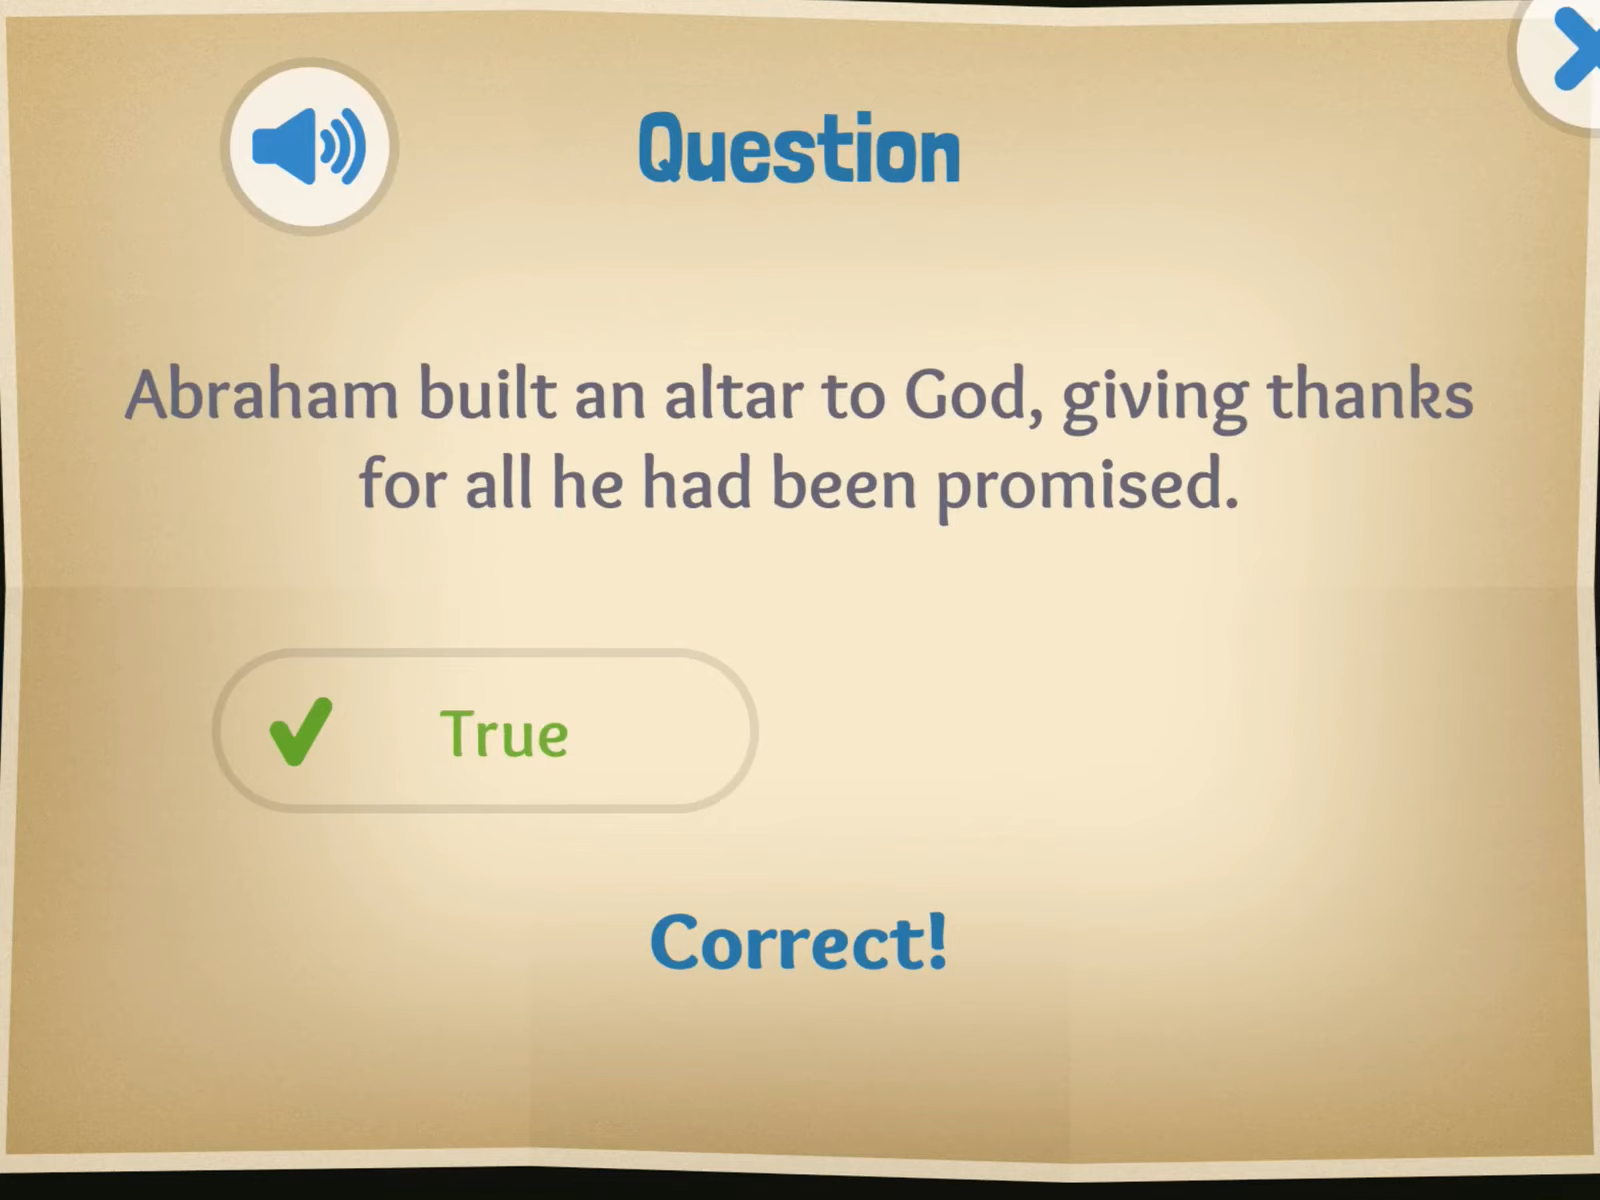 Question
Abraham built an altar to God, giving thanks
for all he had been promised.
True
Correct!